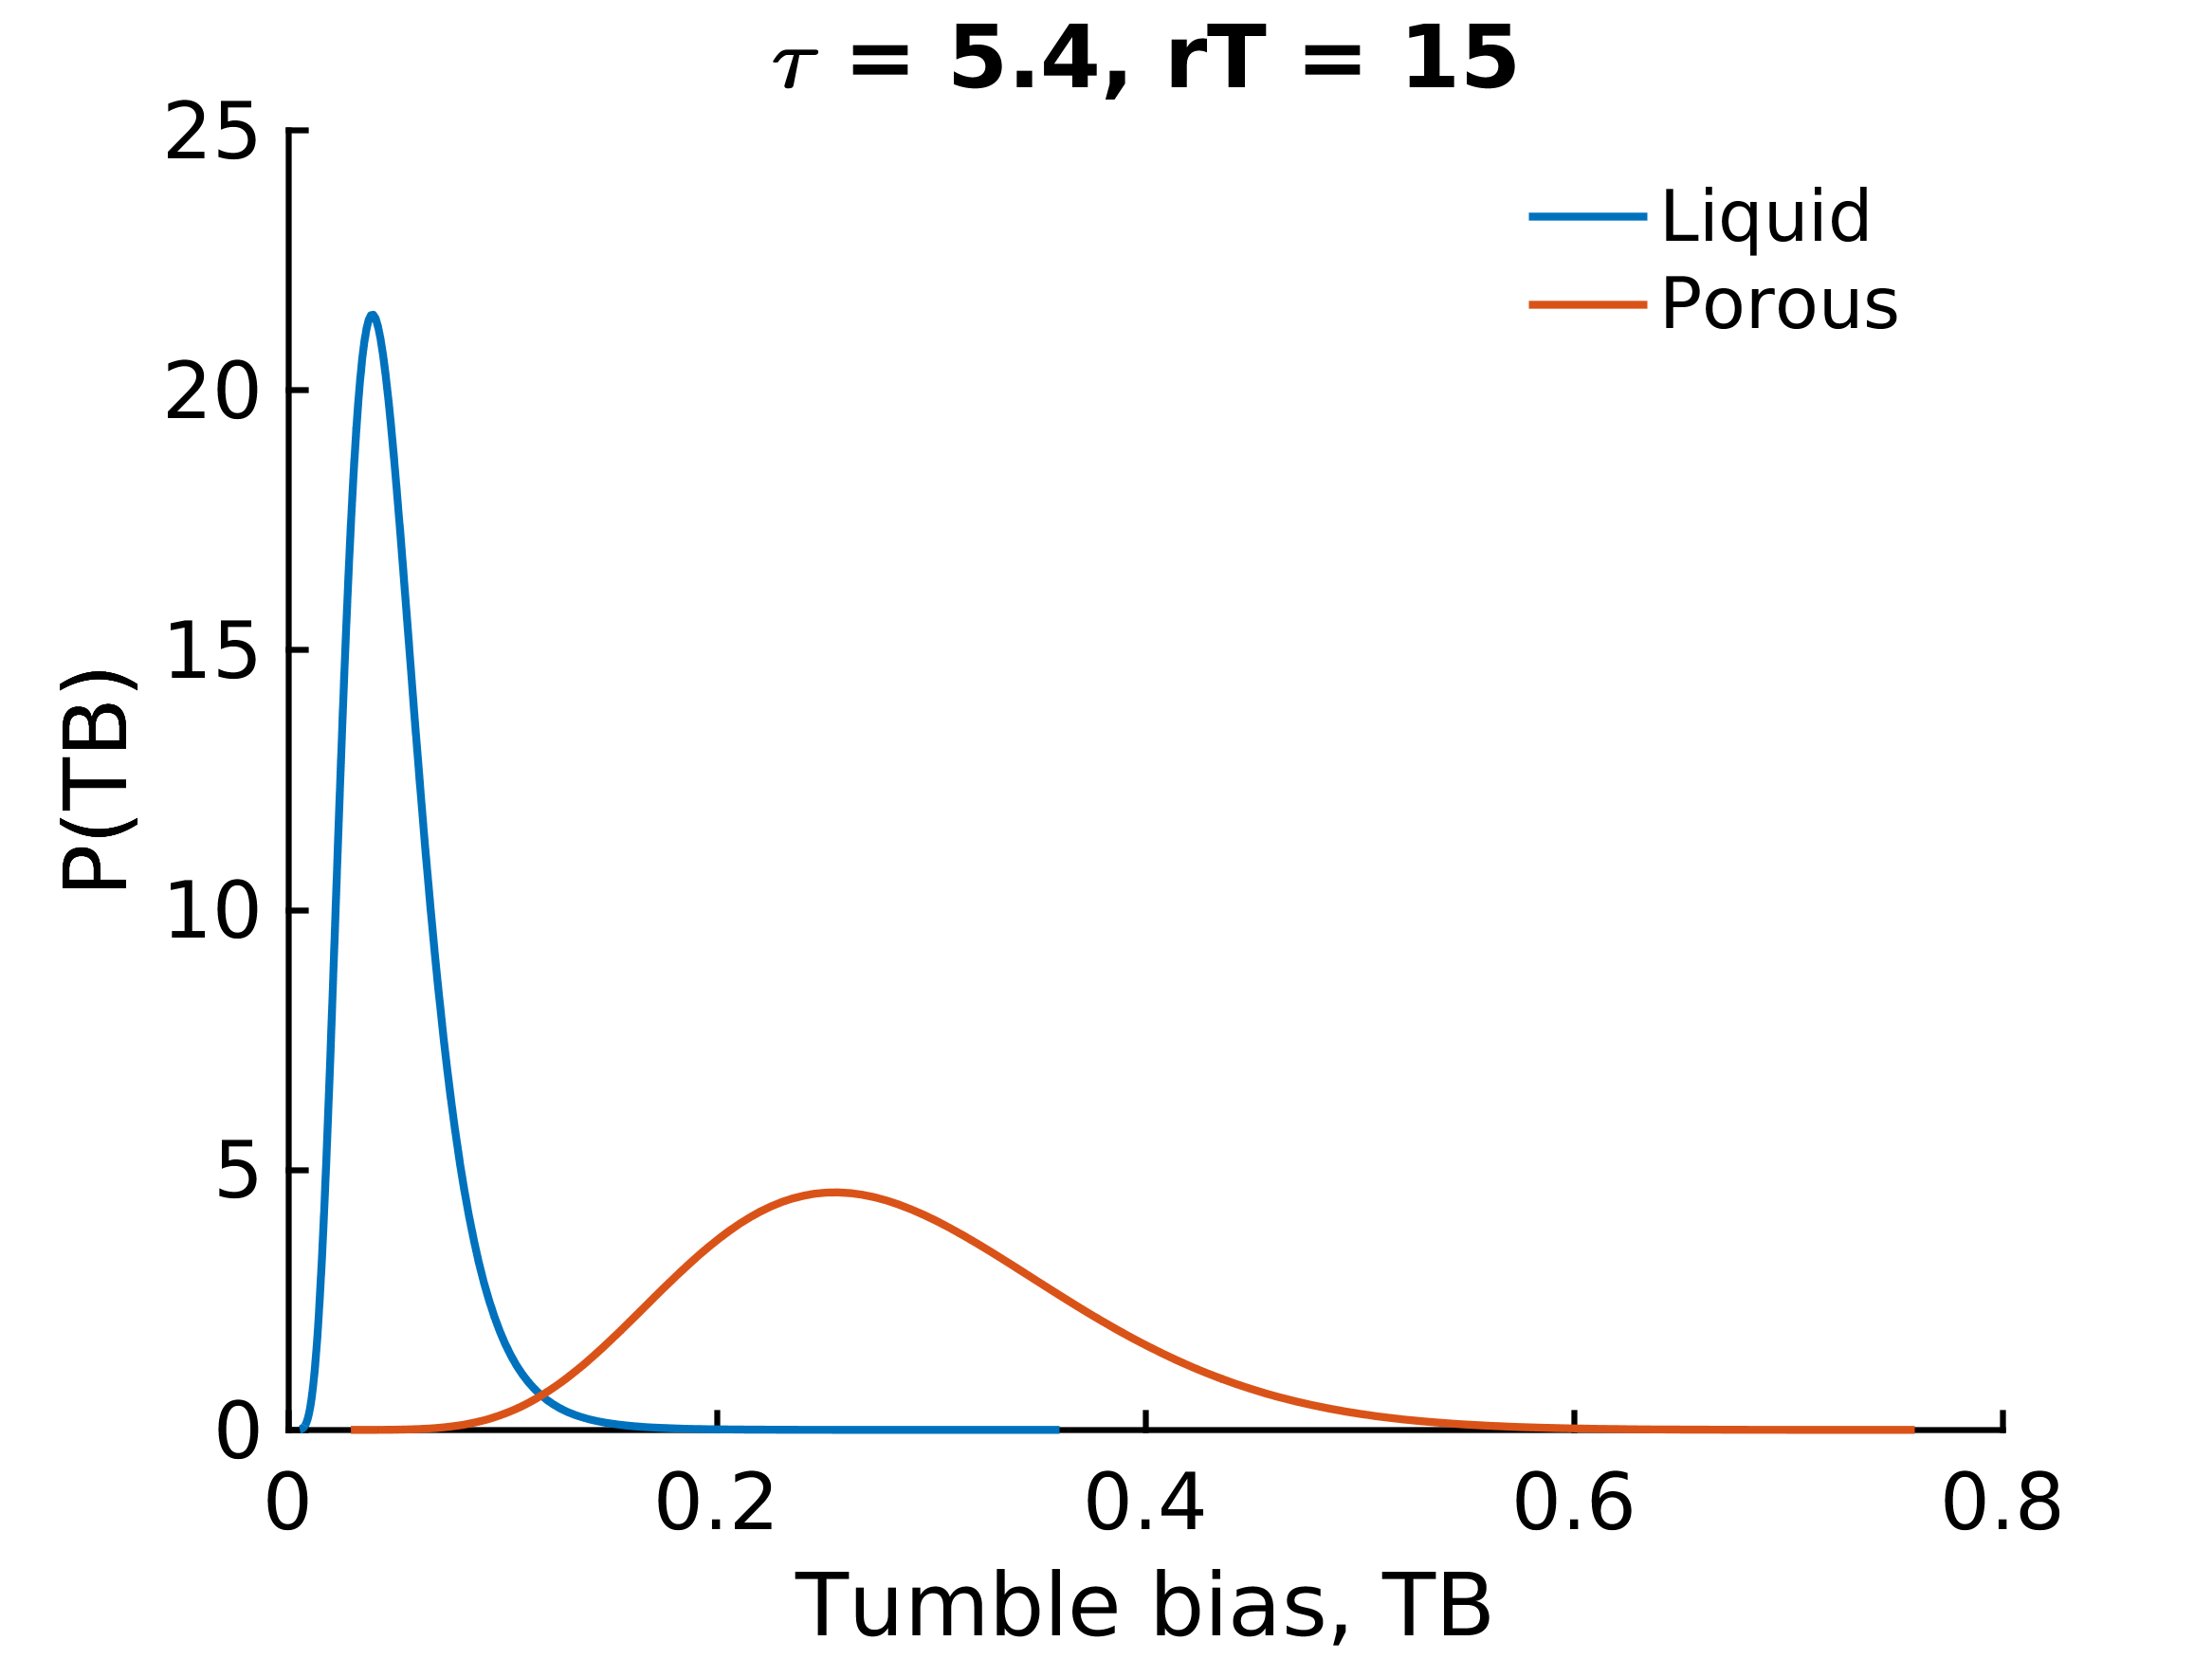 τ = 5.4, rT = 15
25
20
15
10
5
0
P(TB)
Liquid
Porous
0 0.2 0.4 0.6 0.8
Tumble bias, TB